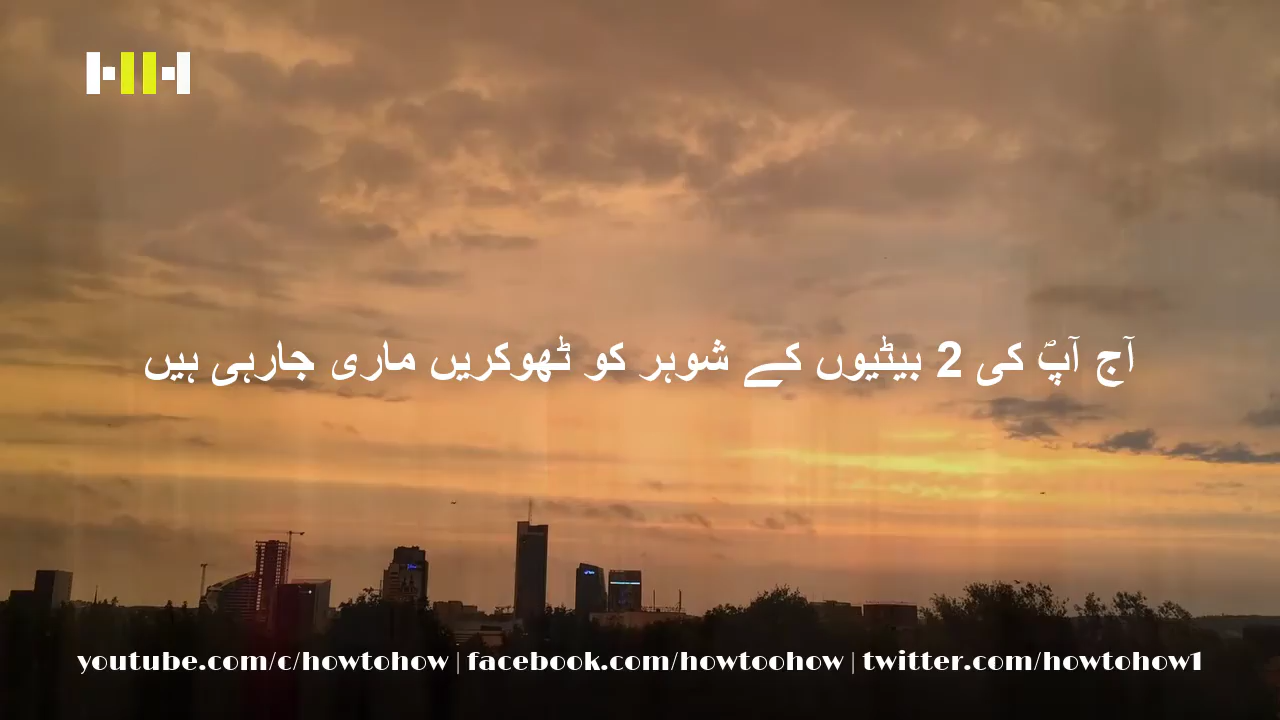 آج آپؐ کی 2 بیٹیوں کے شوہر کو ٹھوکریں ماری جارہی ہیں
youtube.com/c/howtohow | facebook.com/howtoohow | twitter.com/howtohow1